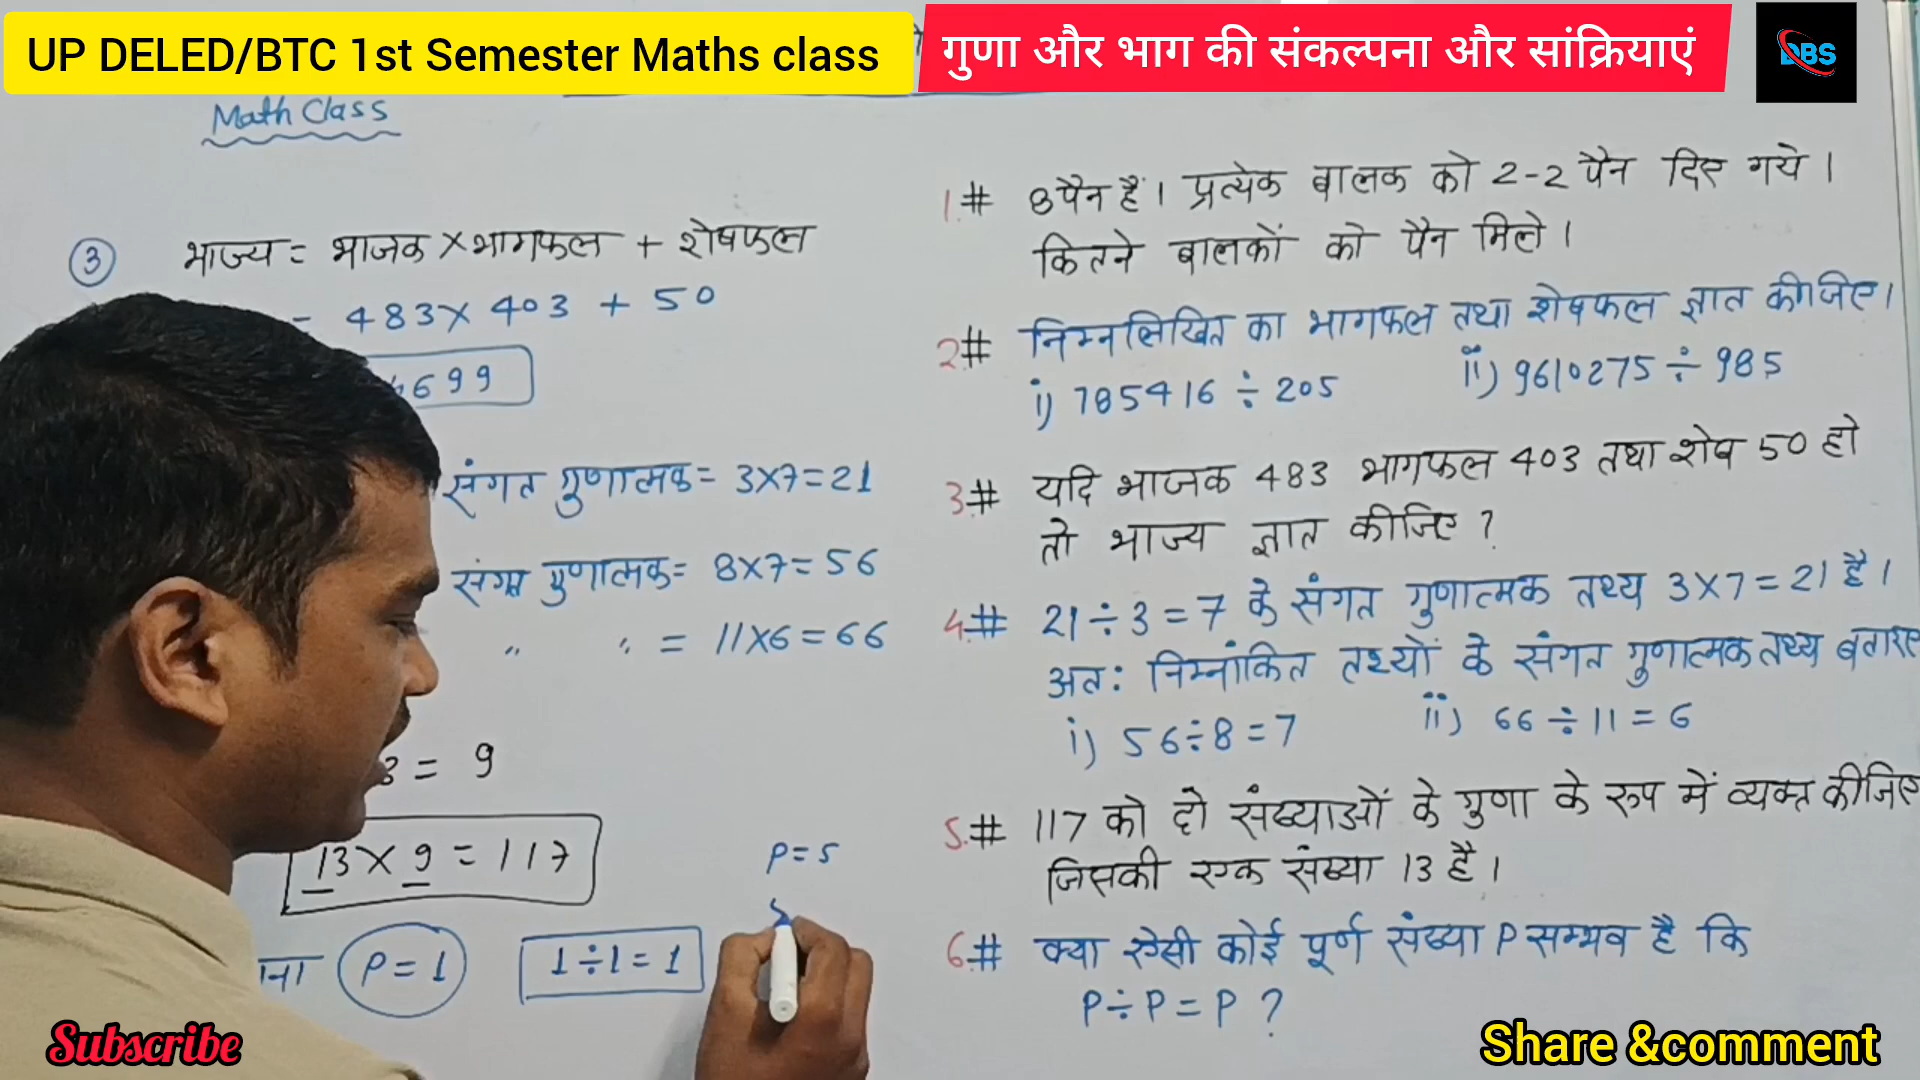 UP DELED/BTC 1st Semester Maths class
गुणा और भाग की संकल्पना और सांक्रियाएं
DBS
Math Class
③ भाज्य = भाजक × भागफल + शेषफल
= 483 × 403 + 50
6699
संगत गुणात्मक = 3×7=21
संगत गुणात्मक = 8×7=56
" " = 11×6=66
3 = 9
13 × 9 = 117
P = 5
5
P = 1
1÷1=1
1.# 8 पैन हैं। प्रत्येक बालक को 2-2 पैन दिए गये।
कितने बालकों को पैन मिले।
2.# निम्नलिखित का भागफल तथा शेषफल ज्ञात कीजिए।
i) 785416 ÷ 205 ii) 9610275 ÷ 985
3.# यदि भाजक 483 भागफल 403 तथा शेष 50 हो
तो भाज्य ज्ञात कीजिए ?
4.# 21÷3=7 के संगत गुणात्मक तथ्य 3×7=21 है।
अतः निम्नांकित तथ्यों के संगत गुणात्मक तथ्य बताए
i) 56÷8=7 ii) 66÷11=6
5.# 117 को दो संख्याओं के गुणा के रूप में व्यक्त कीजिए
जिसकी एक संख्या 13 है।
6.# क्या ऐसी कोई पूर्ण संख्या P सम्भव है कि
P÷P=P ?
Subscribe
Share &comment